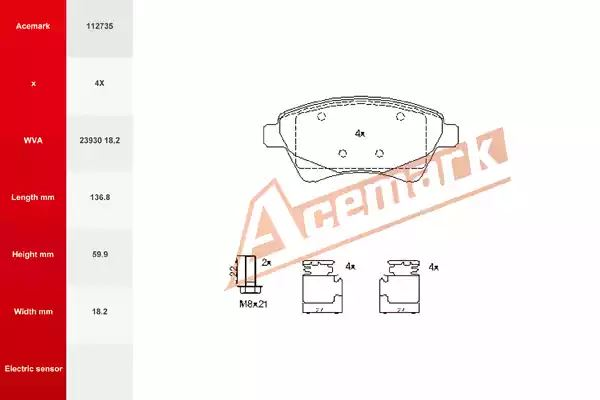 Acemark 112735
x 4X
WVA 23930 18,2
Length mm 136.8
Height mm 59.9
Width mm 18.2
Electric sensor
4x
Acemark
22 2x
M8x21
4x
27
4x
27